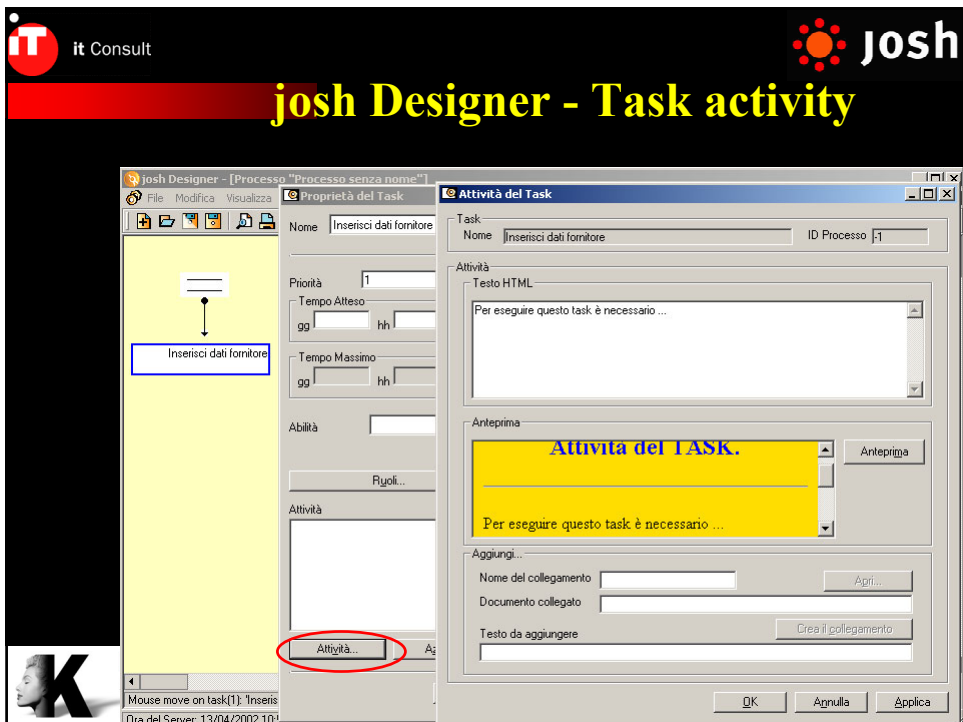 iT
it Consult
josh
josh Designer - Task activity
josh Designer - [Processo "Processo senza nome"]
File Modifica Visualizza
Inserisci dati fornitore
Mouse move on task(1): 'Inseris
Ora del Server: 13/04/2002 10:
Proprietà del Task
Nome Inserisci dati fornitore
Priorità 1
Tempo Atteso
gg hh
Tempo Massimo
gg hh
Abilità
Ruoli...
Attività
Attività... Az
Attività del Task
Task
Nome Inserisci dati fornitore ID Processo -1
Attività
Testo HTML
Per eseguire questo task è necessario ...
Anteprima
Attività del TASK.
Anteprima
Per eseguire questo task è necessario ...
Aggiungi...
Nome del collegamento Apri...
Documento collegato
Crea il collegamento
Testo da aggiungere
OK Annulla Applica
K